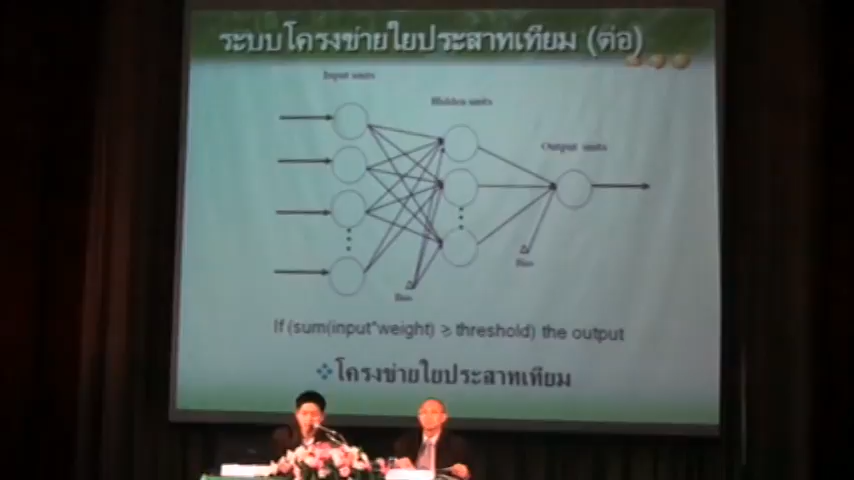 ระบบโครงข่ายใยประสาทเทียม (ต่อ)
Input units
Hidden units
Output units
Bias
Bias
If (sum(input*weight) ≥ threshold) the output
โครงข่ายใยประสาทเทียม